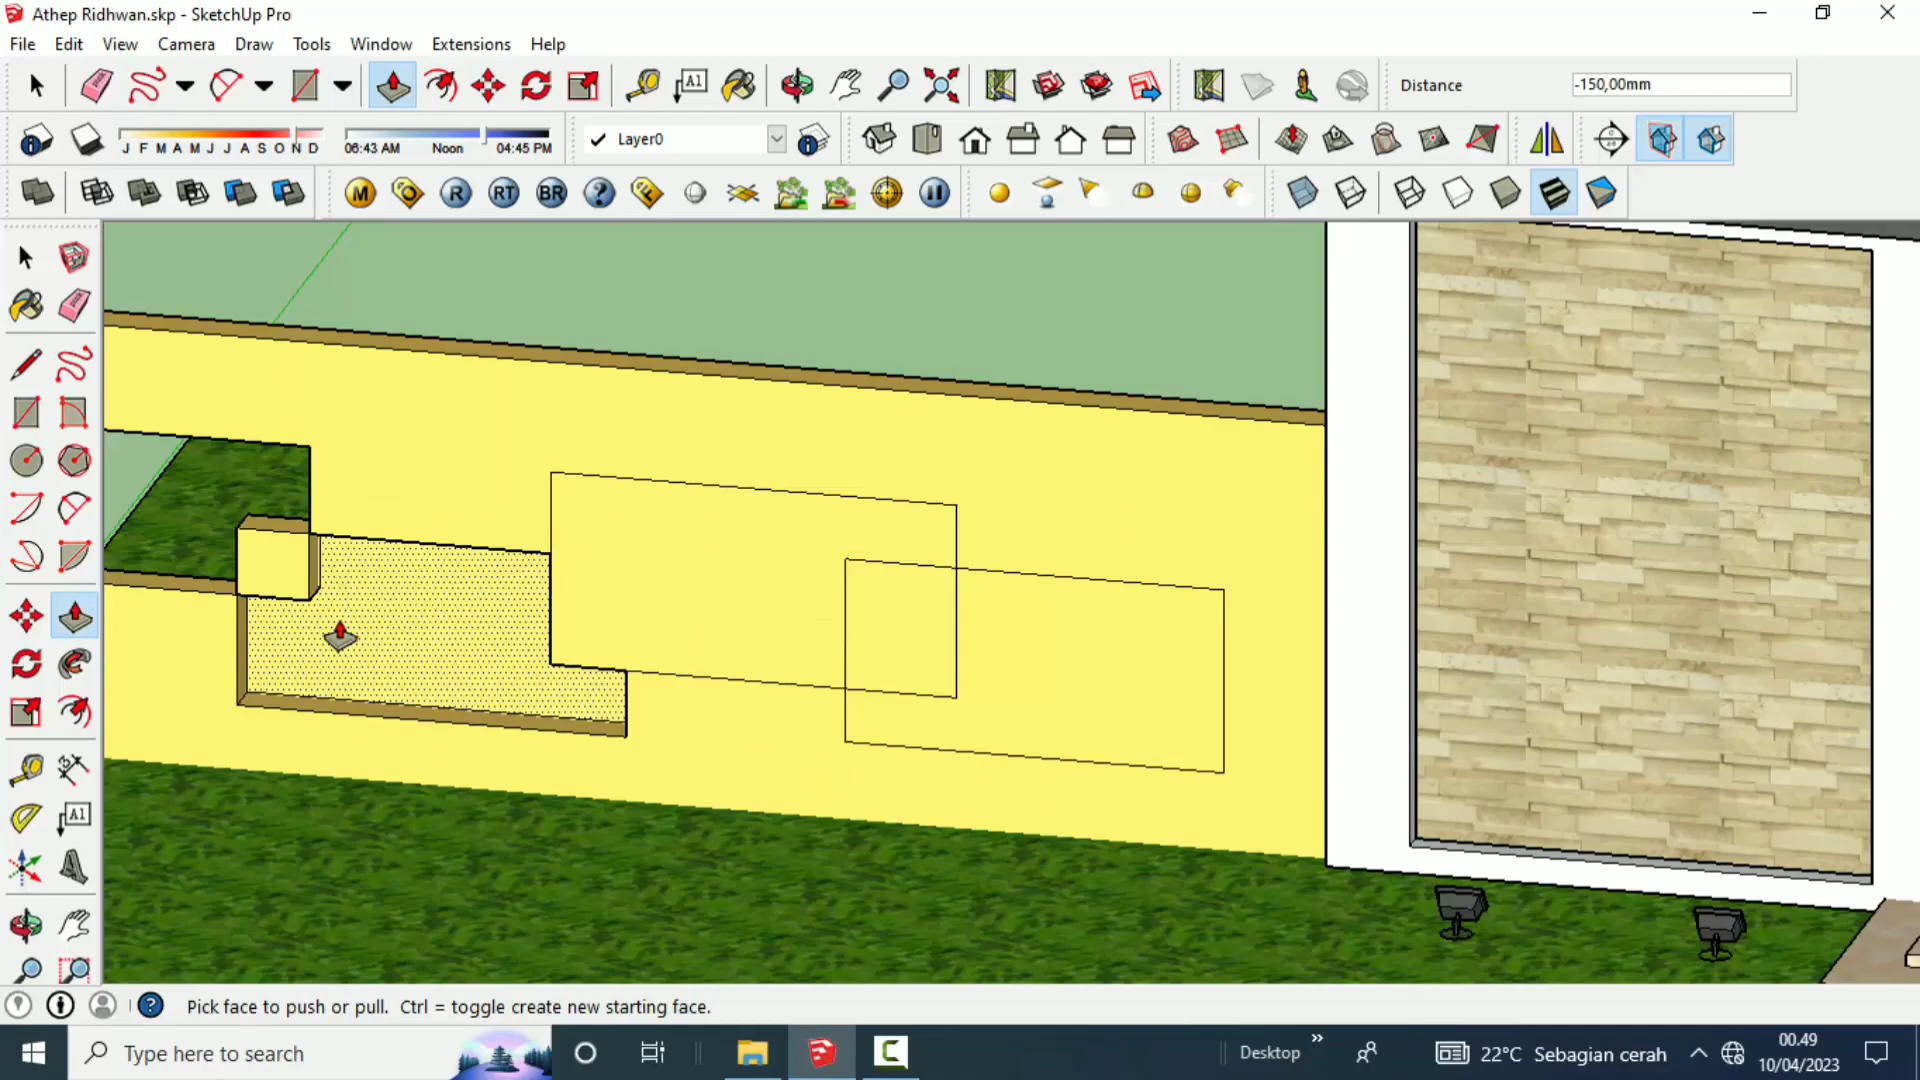 Athep Ridhwan.skp - SketchUp Pro
File Edit View Camera Draw Tools Window Extensions Help
A1
Distance
-150,00mm
J F M A M J J A S O N D
06:43 AM Noon 04:45 PM
Layer0
M O R RT BR ? F
A1
Pick face to push or pull. Ctrl = toggle create new starting face.
Type here to search
Desktop
22°C Sebagian cerah
00.49
10/04/2023